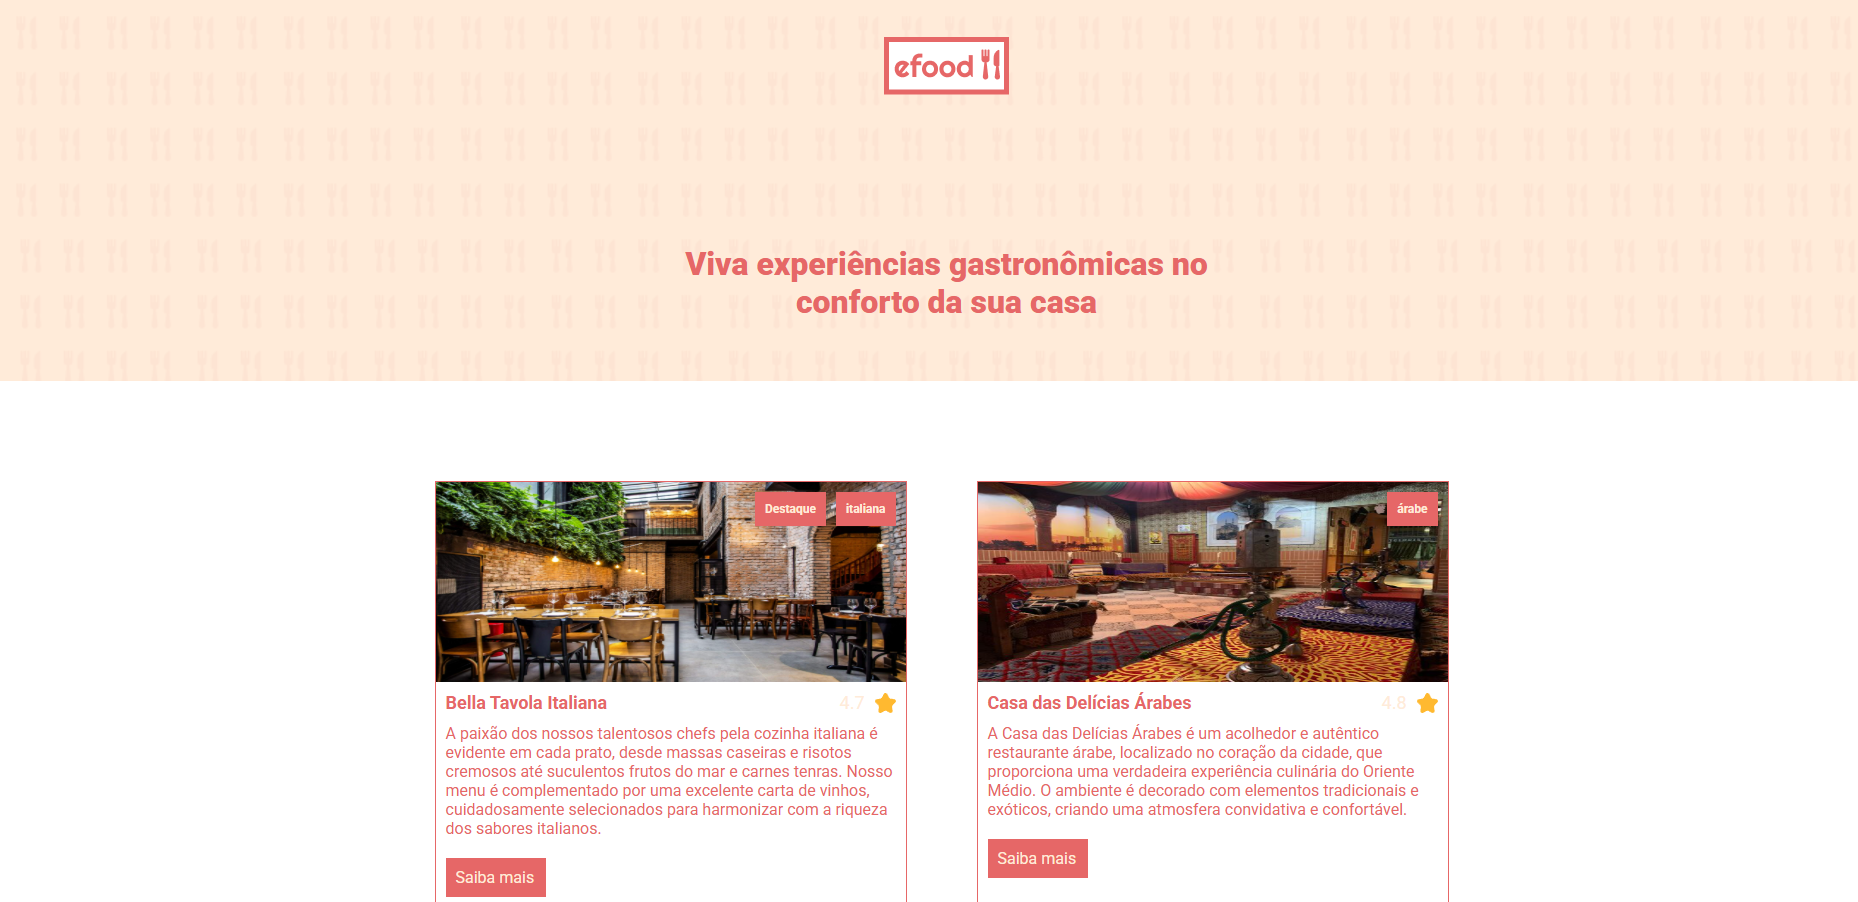 efood
Viva experiências gastronômicas no
conforto da sua casa
Destaque
italiana
Bella Tavola Italiana
4.7
A paixão dos nossos talentosos chefs pela cozinha italiana é
evidente em cada prato, desde massas caseiras e risotos
cremosos até suculentos frutos do mar e carnes tenras. Nosso
menu é complementado por uma excelente carta de vinhos,
cuidadosamente selecionados para harmonizar com a riqueza
dos sabores italianos.
Saiba mais
árabe
Casa das Delícias Árabes
4.8
A Casa das Delícias Árabes é um acolhedor e autêntico
restaurante árabe, localizado no coração da cidade, que
proporciona uma verdadeira experiência culinária do Oriente
Médio. O ambiente é decorado com elementos tradicionais e
exóticos, criando uma atmosfera convidativa e confortável.
Saiba mais